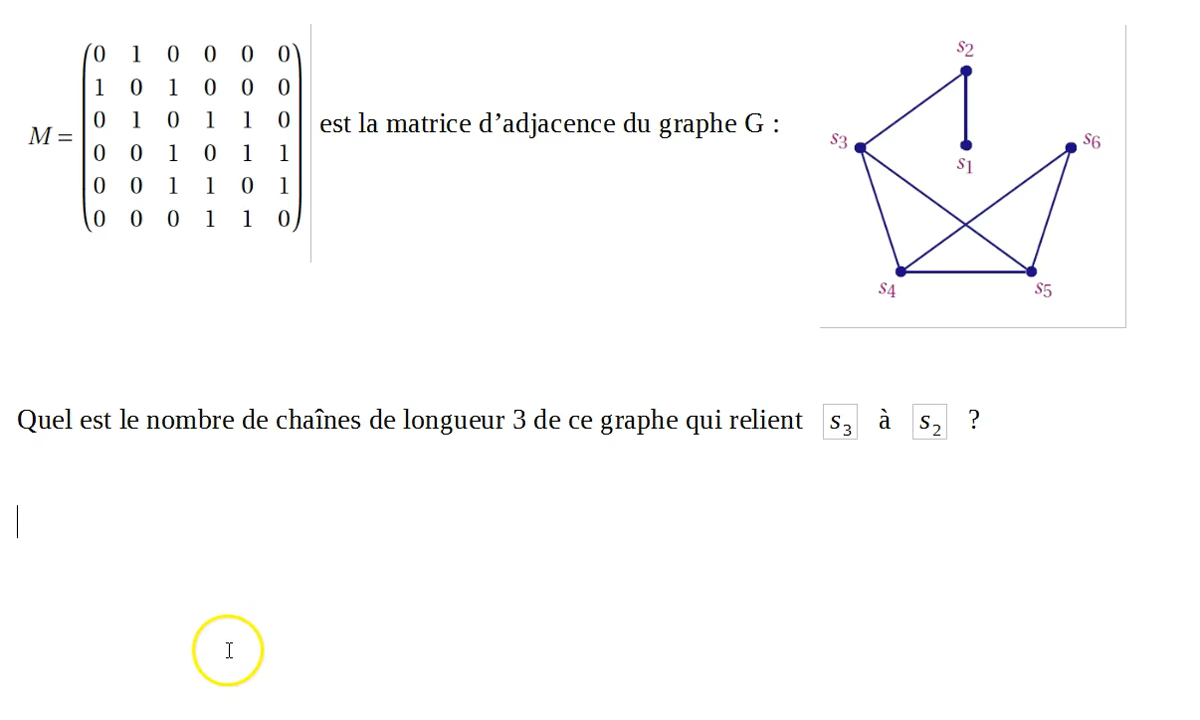 M = (0 1 0 0 0 0
1 0 1 0 0 0
0 1 0 1 1 0
0 0 1 0 1 1
0 0 1 1 0 1
0 0 0 1 1 0)
est la matrice d’adjacence du graphe G :
s2
s3
s1
s6
s4
s5
Quel est le nombre de chaînes de longueur 3 de ce graphe qui relient s3 à s2 ?